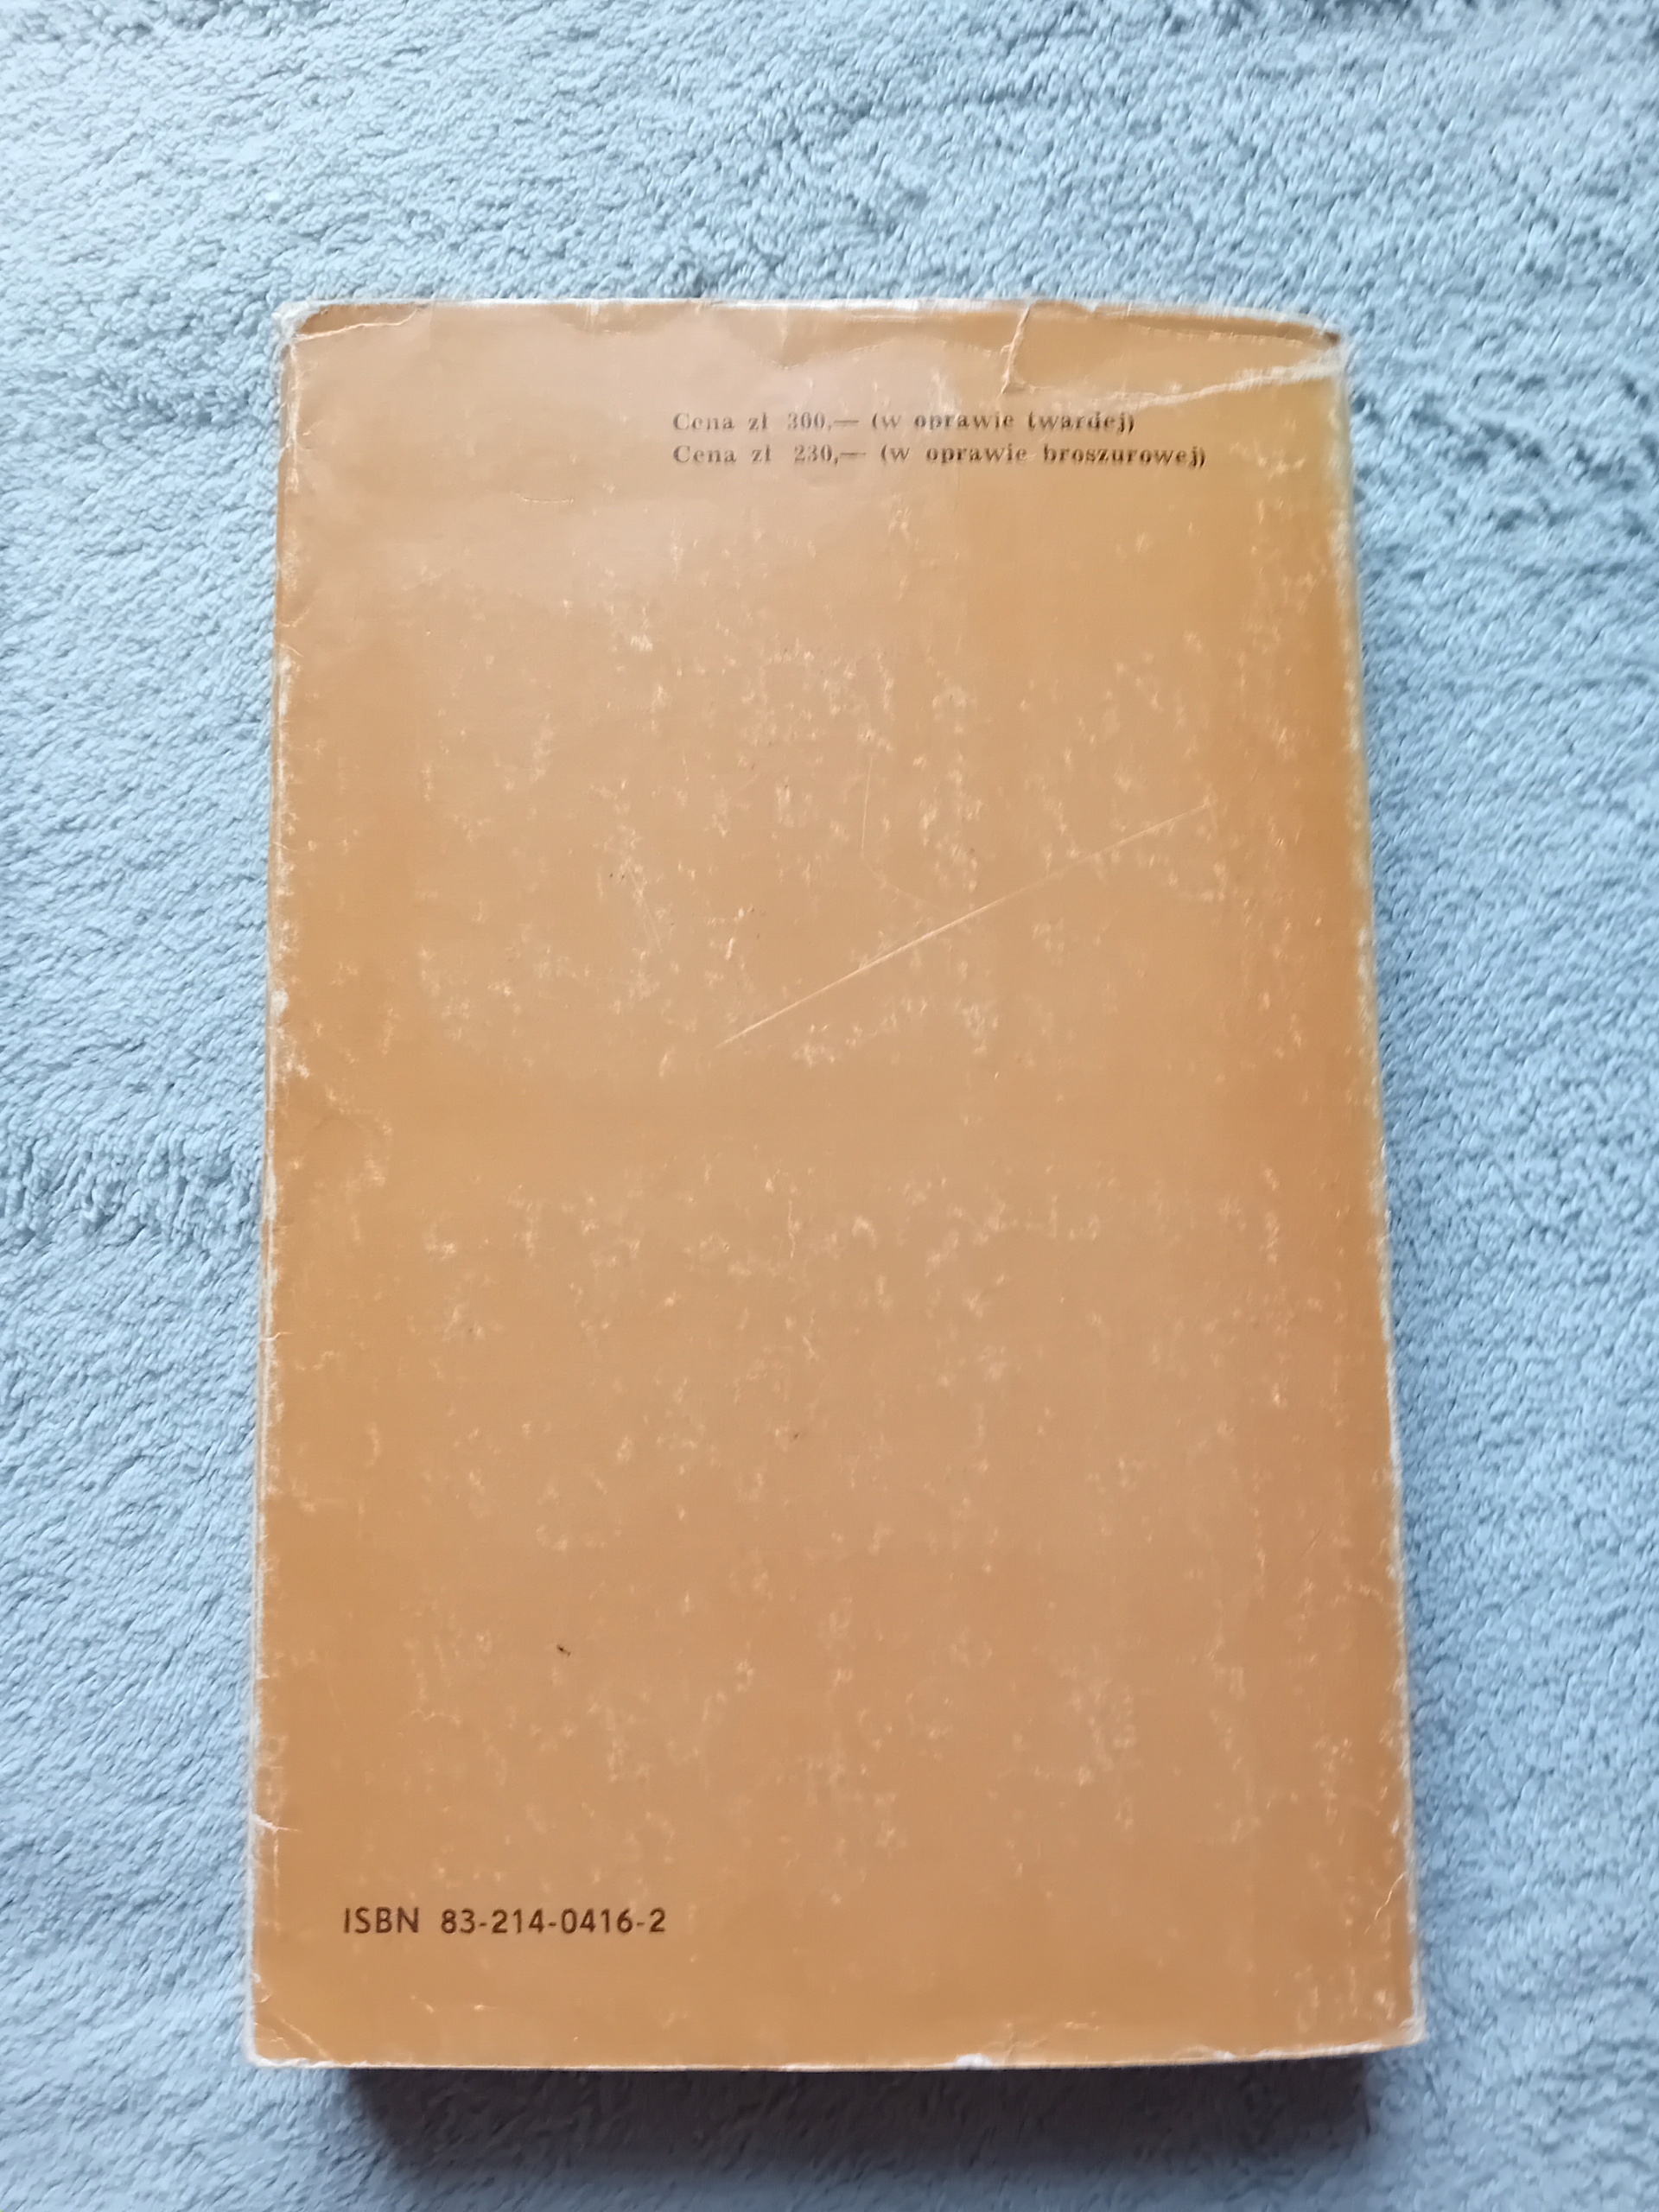 Cena zł 300,— (w oprawie twardej)
Cena zł 230,— (w oprawie broszurowej)
ISBN 83-214-0416-2